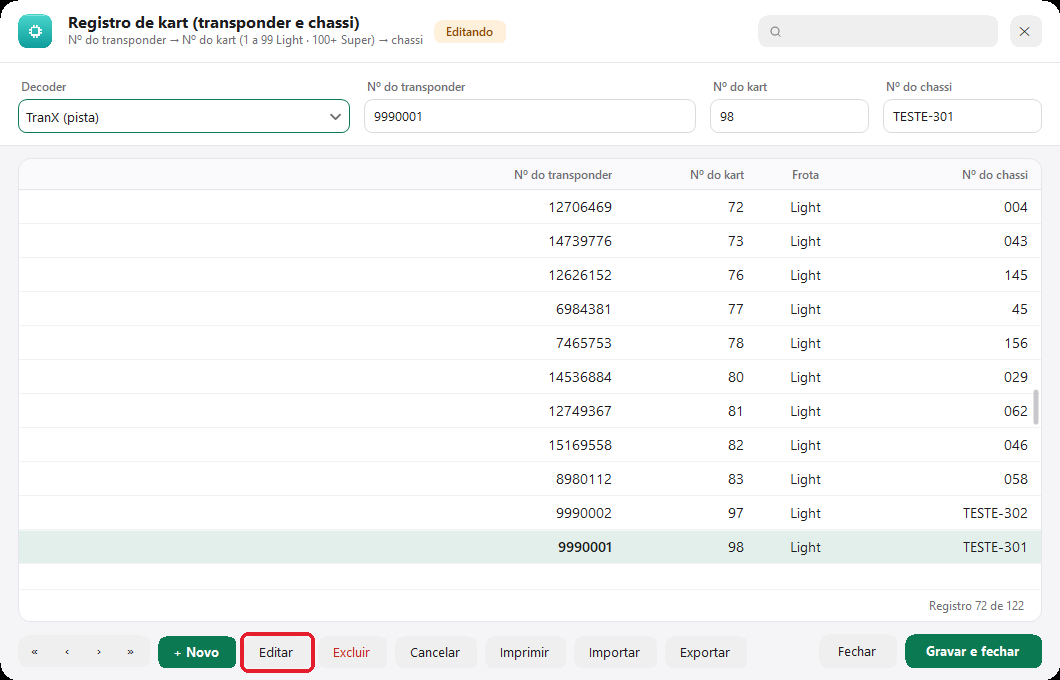 Registro de kart (transponder e chassi)
Nº do transponder → Nº do kart (1 a 99 Light · 100+ Super) → chassi
Editando
Decoder
Nº do transponder
Nº do kart
Nº do chassi
TranX (pista)
9990001
98
TESTE-301
Nº do transponder Nº do kart Frota Nº do chassi
12706469 72 Light 004
14739776 73 Light 043
12626152 76 Light 145
6984381 77 Light 45
7465753 78 Light 156
14536884 80 Light 029
12749367 81 Light 062
15169558 82 Light 046
8980112 83 Light 058
9990002 97 Light TESTE-302
9990001 98 Light TESTE-301
Registro 72 de 122
« ‹ › » + Novo Editar Excluir Cancelar Imprimir Importar Exportar Fechar Gravar e fechar